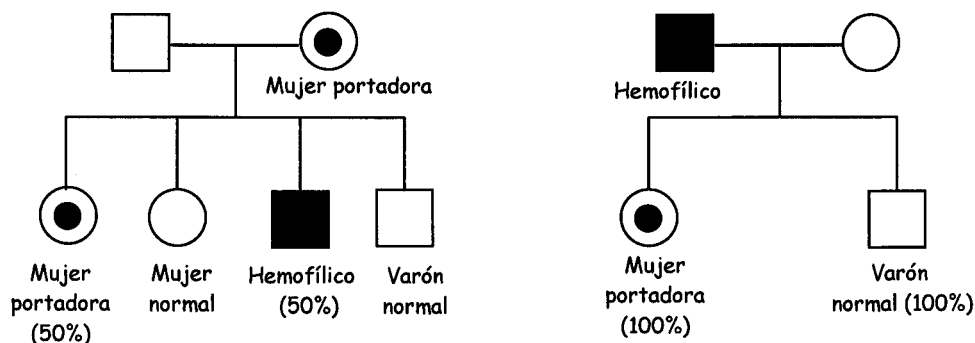 Mujer portadora
Hemofílico
Mujer
portadora
(50%)
Mujer
normal
Hemofílico
(50%)
Varón
normal
Mujer
portadora
(100%)
Varón
normal (100%)